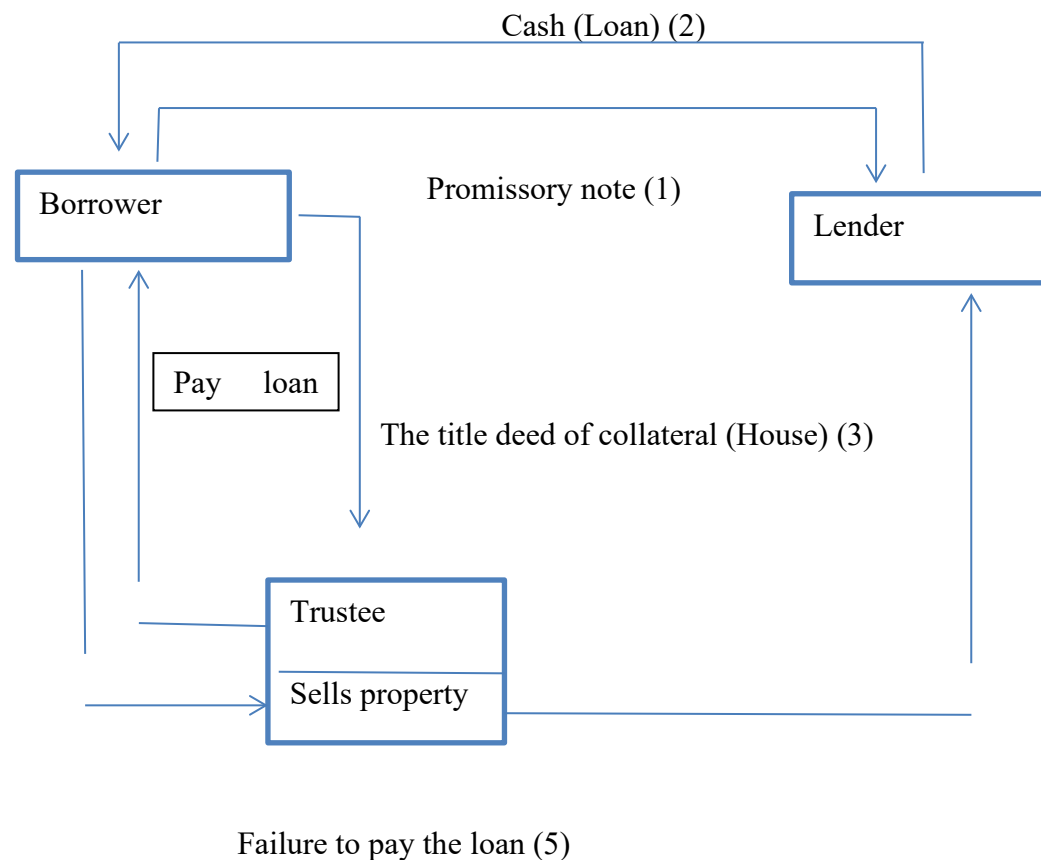 Cash (Loan) (2)
Promissory note (1)
Borrower
Lender
Pay loan
The title deed of collateral (House) (3)
Trustee
Sells property
Failure to pay the loan (5)